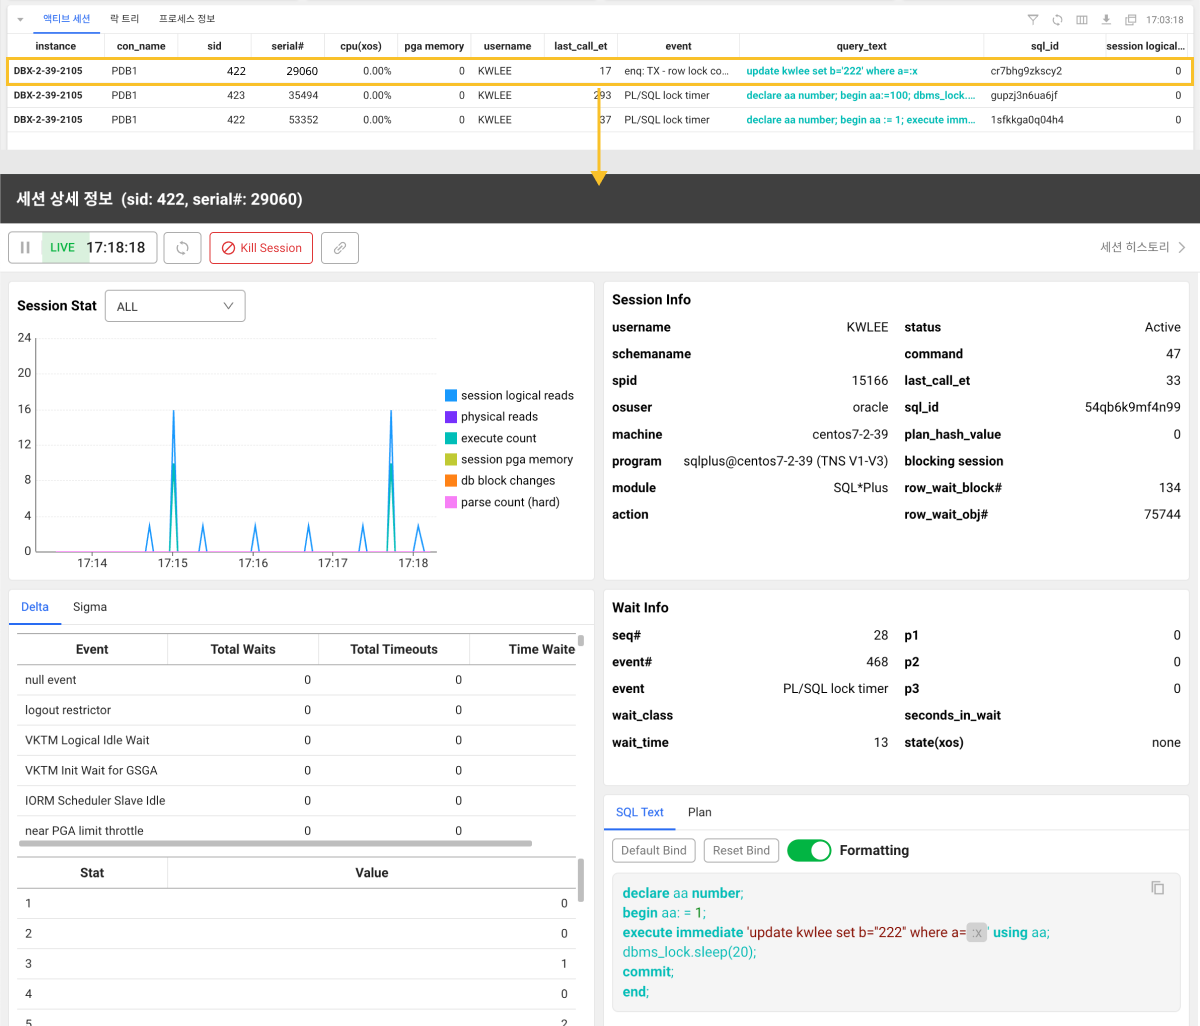 액티브 세션 락 트리 프로세스 정보 17:03:18
instance con_name sid serial# cpu(xos) pga memory username last_call_et event query_text sql_id session logical...
DBX-2-39-2105 PDB1 422 29060 0.00% 0 KWLEE 17 enq: TX - row lock co... update kwlee set b='222' where a=:x cr7bhg9zkscy2 0
DBX-2-39-2105 PDB1 423 35494 0.00% 0 KWLEE 293 PL/SQL lock timer declare aa number; begin aa:=100; dbms_lock.... gupzj3n6ua6jf 0
DBX-2-39-2105 PDB1 422 53352 0.00% 0 KWLEE 37 PL/SQL lock timer declare aa number; begin aa := 1; execute imm... 1sfkkga0q04h4 0
세션 상세 정보 (sid: 422, serial#: 29060)
LIVE 17:18:18 Kill Session 세션 히스토리
Session Stat ALL
24
20
16
12
8
4
0
17:14 17:15 17:16 17:17 17:18
session logical reads
physical reads
execute count
session pga memory
db block changes
parse count (hard)
Session Info
username KWLEE status Active
schemaname command 47
spid 15166 last_call_et 33
osuser oracle sql_id 54qb6k9mf4n99
machine centos7-2-39 plan_hash_value 0
program sqlplus@centos7-2-39 (TNS V1-V3) blocking session
module SQL*Plus row_wait_block# 134
action row_wait_obj# 75744
Delta Sigma
Event Total Waits Total Timeouts Time Waite
null event 0 0
logout restrictor 0 0
VKTM Logical Idle Wait 0 0
VKTM Init Wait for GSGA 0 0
IORM Scheduler Slave Idle 0 0
near PGA limit throttle 0 0
Stat Value
1 0
2 0
3 1
4 0
5 2
Wait Info
seq# 28 p1 0
event# 468 p2 0
event PL/SQL lock timer p3 0
wait_class seconds_in_wait
wait_time 13 state(xos) none
SQL Text Plan
Default Bind Reset Bind Formatting
declare aa number;
begin aa: = 1;
execute immediate 'update kwlee set b="222" where a= :x ' using aa;
dbms_lock.sleep(20);
commit;
end;